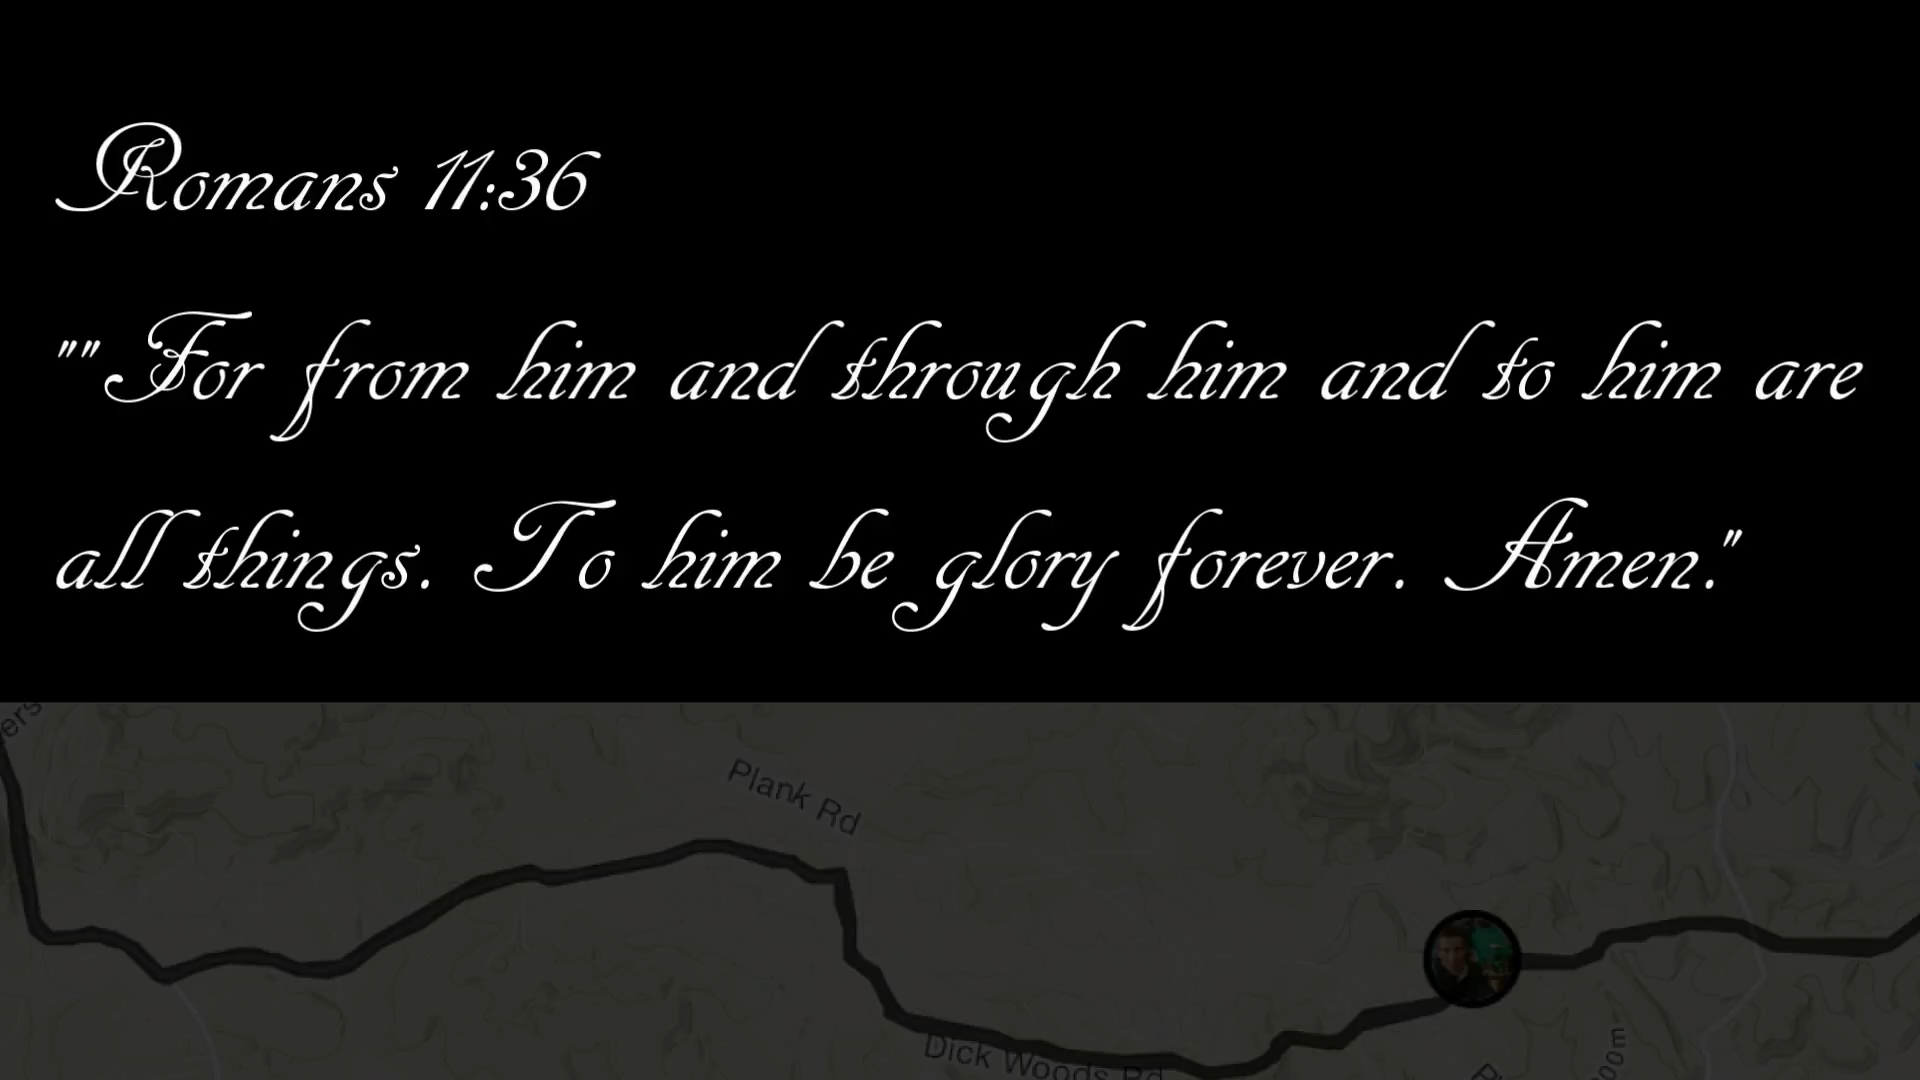 Romans 11:36
""For from him and through him and to him are
all things. To him be glory forever. Amen."
ers
Plank Rd
Dick Woods Rd